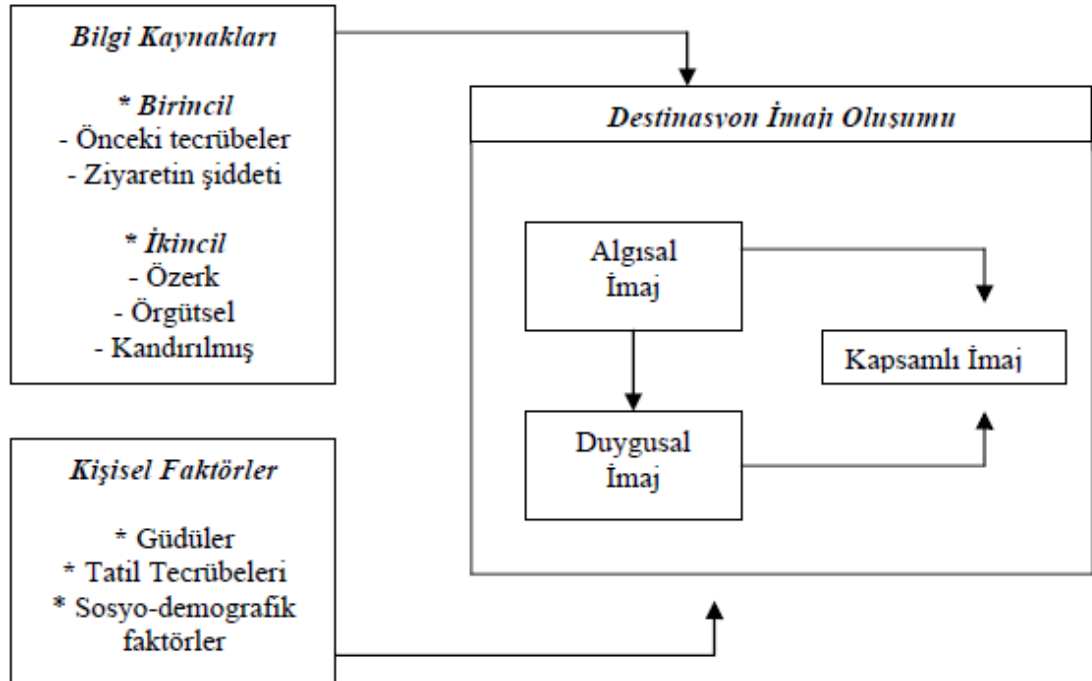 Bilgi Kaynakları
* Birincil
- Önceki tecrübeler
- Ziyaretin şiddeti
* İkincil
- Özerk
- Örgütsel
- Kandırılmış
Kişisel Faktörler
* Güdüler
* Tatil Tecrübeleri
* Sosyo-demografik
faktörler
Destinasyon İmajı Oluşumu
Algısal
İmaj
Duygusal
İmaj
Kapsamlı İmaj